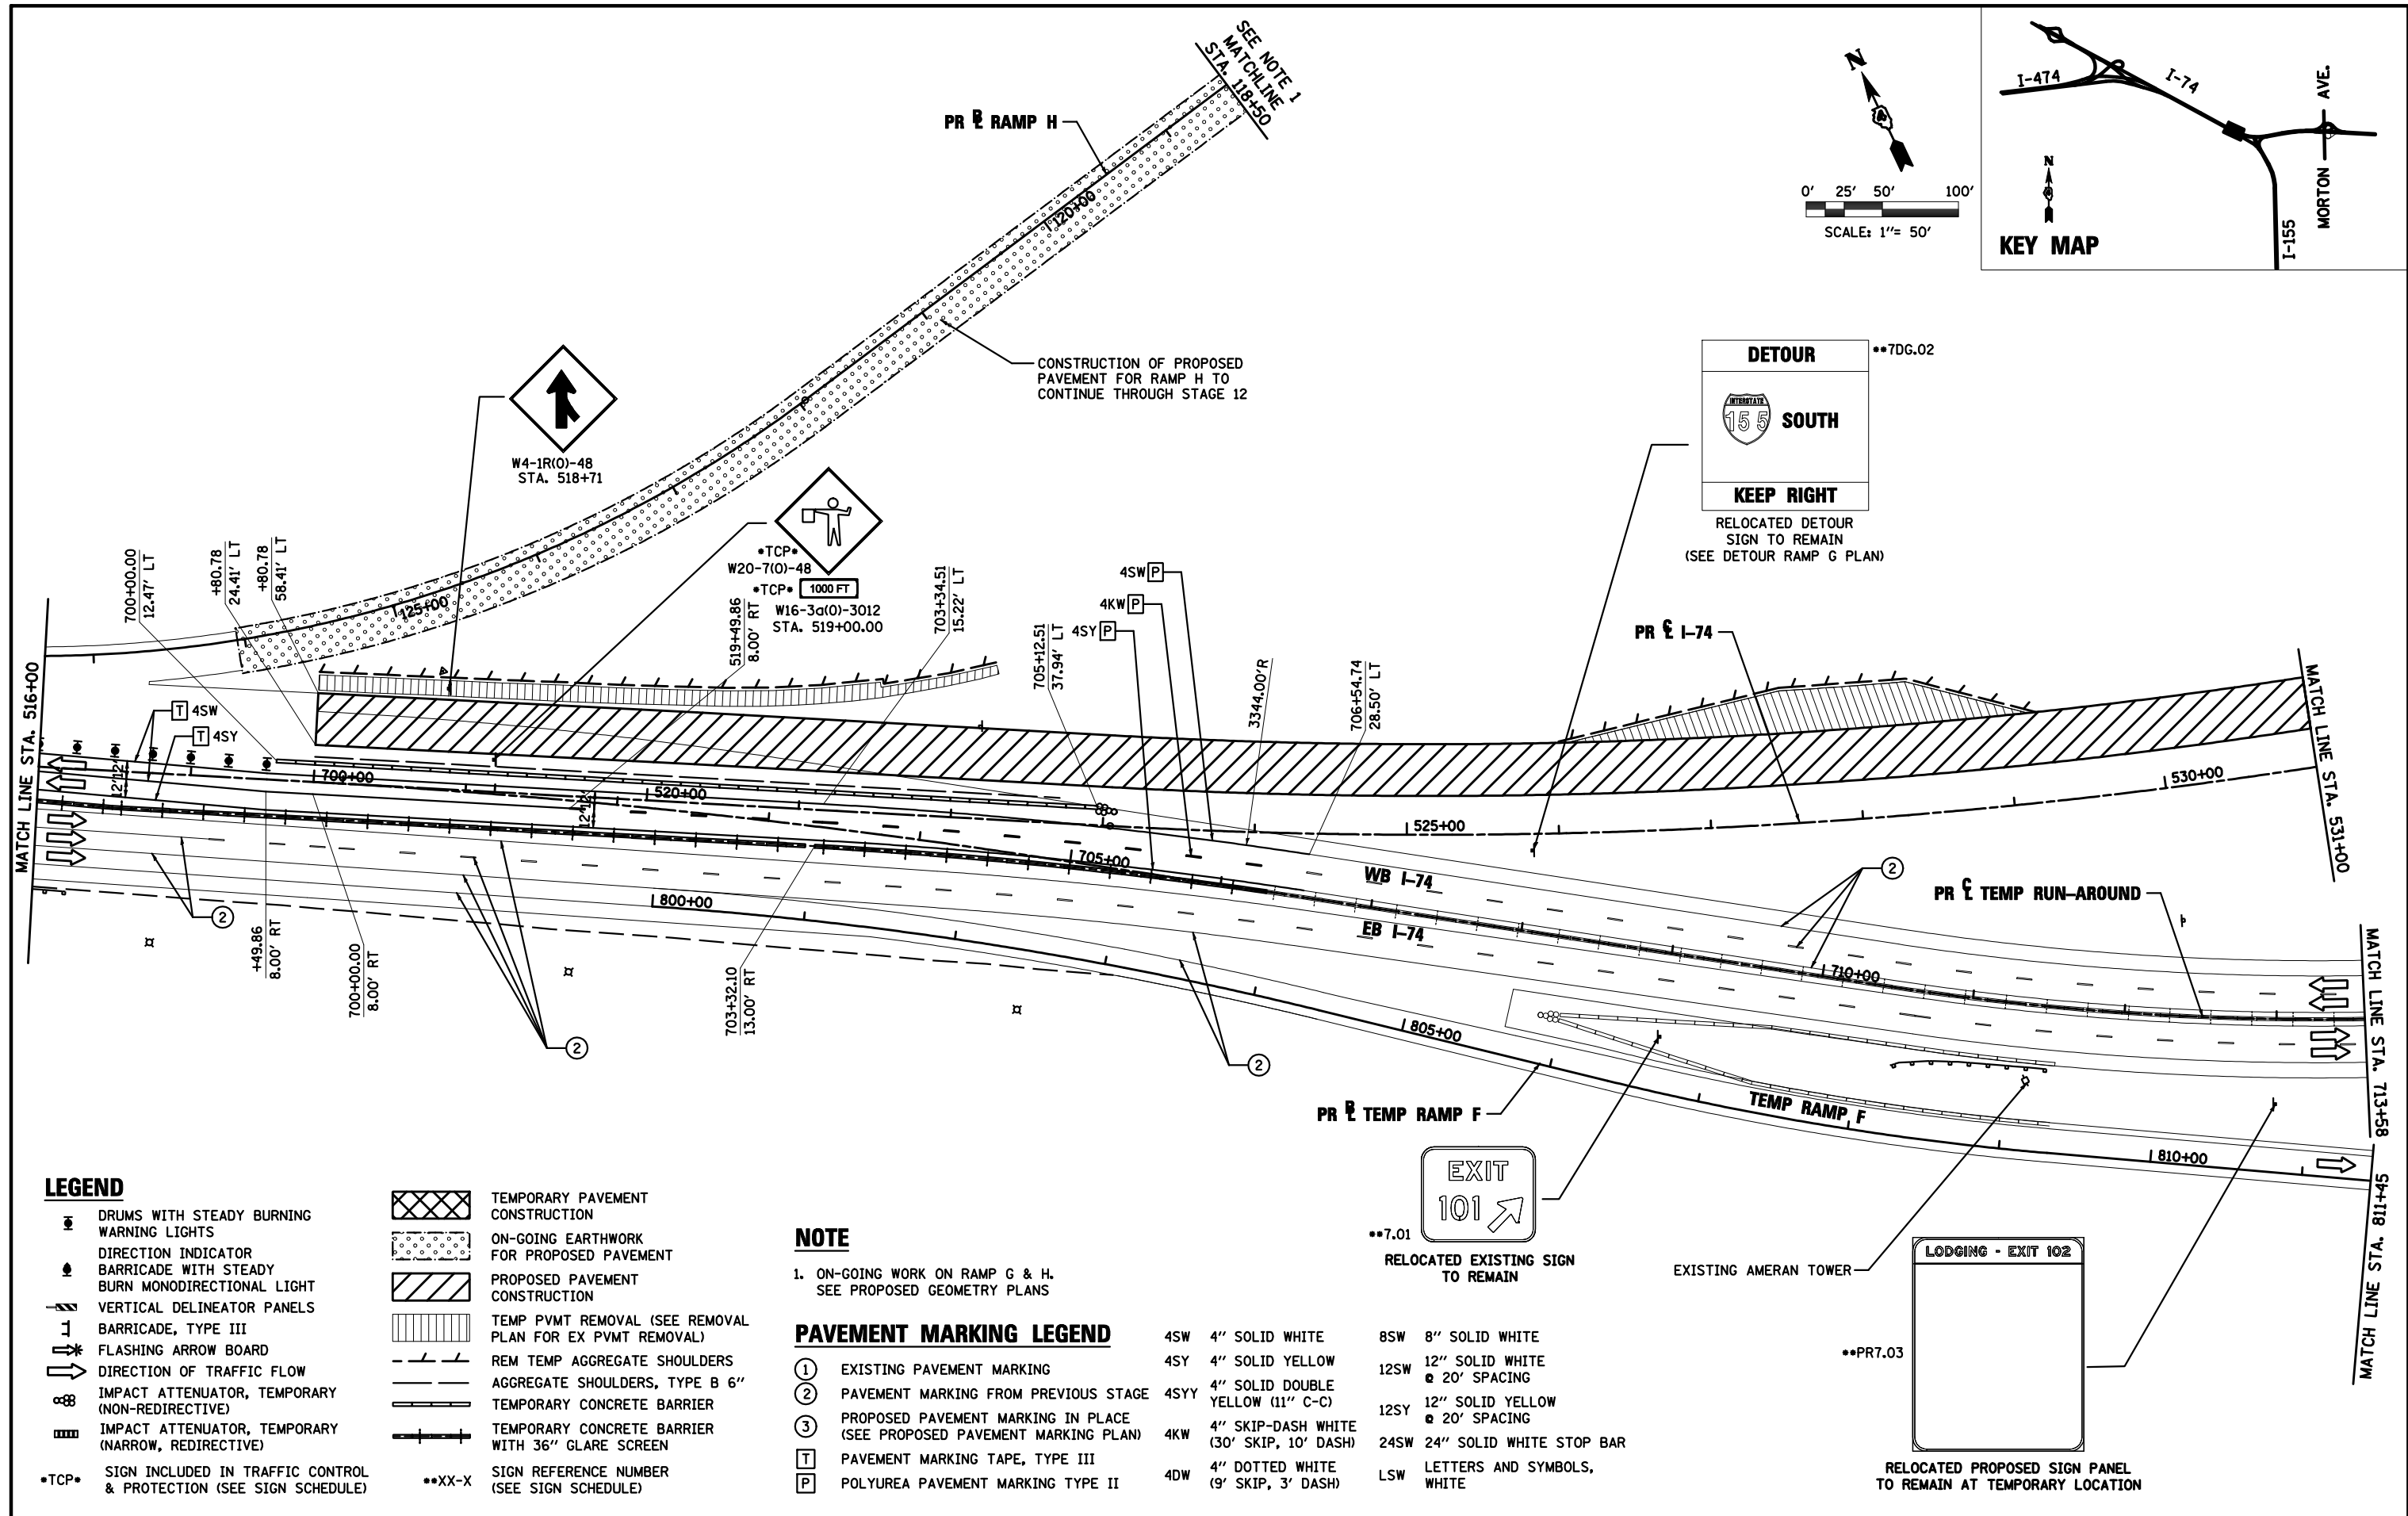 SEE NOTE 1
MATCHLINE
STA. 118+50
PR ℄ RAMP H
120+00
N
0' 25' 50' 100'
SCALE: 1"= 50'
I-474
I-74
MORTON AVE.
N
I-155
KEY MAP
CONSTRUCTION OF PROPOSED
PAVEMENT FOR RAMP H TO
CONTINUE THROUGH STAGE 12
W4-1R(O)-48
STA. 518+71
DETOUR
**7DG.02
INTERSTATE
155 SOUTH
KEEP RIGHT
RELOCATED DETOUR
SIGN TO REMAIN
(SEE DETOUR RAMP G PLAN)
*TCP*
W20-7(O)-48
*TCP* 1000 FT
W16-3a(O)-3012
STA. 519+00.00
700+00.00
12.47' LT
+80.78
24.41' LT
+80.78
58.41' LT
125+00
519+49.86
8.00' RT
703+34.51
15.22' LT
705+12.51
37.94' LT
4SW P
4KW P
4SY P
3334.00'R
706+54.74
28.50' LT
PR ℄ I-74
MATCH LINE STA. 516+00
T 4SW
T 4SY
12' 12'
700+00
520+00
12' 12'
525+00
530+00
MATCH LINE STA. 531+00
705+00
WB I-74
EB I-74
2
PR ℄ TEMP RUN-AROUND
800+00
2
+49.86
8.00' RT
700+00.00
8.00' RT
703+32.10
13.00' RT
2
2
710+00
805+00
MATCH LINE STA. 713+58
PR ℄ TEMP RAMP F
TEMP RAMP F
810+00
MATCH LINE STA. 811+45
EXIT
101
**7.01
RELOCATED EXISTING SIGN
TO REMAIN
EXISTING AMERAN TOWER
LODGING - EXIT 102
**PR7.03
RELOCATED PROPOSED SIGN PANEL
TO REMAIN AT TEMPORARY LOCATION
LEGEND
DRUMS WITH STEADY BURNING
WARNING LIGHTS
DIRECTION INDICATOR
BARRICADE WITH STEADY
BURN MONODIRECTIONAL LIGHT
VERTICAL DELINEATOR PANELS
BARRICADE, TYPE III
FLASHING ARROW BOARD
DIRECTION OF TRAFFIC FLOW
IMPACT ATTENUATOR, TEMPORARY
(NON-REDIRECTIVE)
IMPACT ATTENUATOR, TEMPORARY
(NARROW, REDIRECTIVE)
*TCP* SIGN INCLUDED IN TRAFFIC CONTROL
& PROTECTION (SEE SIGN SCHEDULE)
TEMPORARY PAVEMENT
CONSTRUCTION
ON-GOING EARTHWORK
FOR PROPOSED PAVEMENT
PROPOSED PAVEMENT
CONSTRUCTION
TEMP PVMT REMOVAL (SEE REMOVAL
PLAN FOR EX PVMT REMOVAL)
REM TEMP AGGREGATE SHOULDERS
AGGREGATE SHOULDERS, TYPE B 6"
TEMPORARY CONCRETE BARRIER
TEMPORARY CONCRETE BARRIER
WITH 36" GLARE SCREEN
**XX-X SIGN REFERENCE NUMBER
(SEE SIGN SCHEDULE)
NOTE
1. ON-GOING WORK ON RAMP G & H.
SEE PROPOSED GEOMETRY PLANS
PAVEMENT MARKING LEGEND
1 EXISTING PAVEMENT MARKING
2 PAVEMENT MARKING FROM PREVIOUS STAGE
3 PROPOSED PAVEMENT MARKING IN PLACE
(SEE PROPOSED PAVEMENT MARKING PLAN)
T PAVEMENT MARKING TAPE, TYPE III
P POLYUREA PAVEMENT MARKING TYPE II
4SW 4" SOLID WHITE
4SY 4" SOLID YELLOW
4SYY 4" SOLID DOUBLE
YELLOW (11" C-C)
4KW 4" SKIP-DASH WHITE
(30' SKIP, 10' DASH)
4DW 4" DOTTED WHITE
(9' SKIP, 3' DASH)
8SW 8" SOLID WHITE
12SW 12" SOLID WHITE
@ 20' SPACING
12SY 12" SOLID YELLOW
@ 20' SPACING
24SW 24" SOLID WHITE STOP BAR
LSW LETTERS AND SYMBOLS,
WHITE